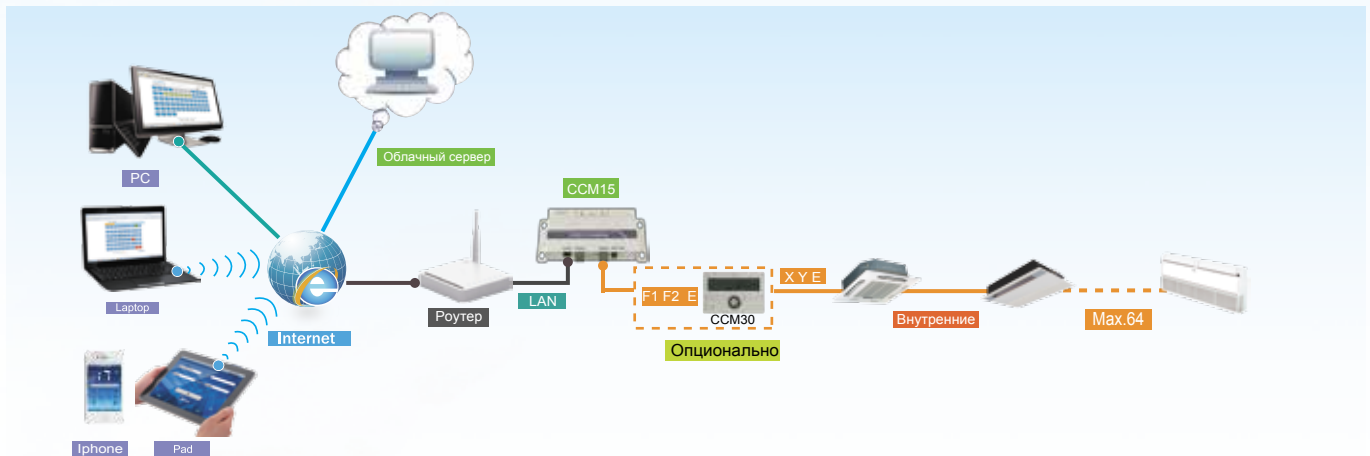 Облачный сервер
PC
CCM15
Laptop
Internet
Роутер
LAN
F1 F2 E
CCM30
X Y E
Внутренние
Max.64
Опционально
Iphone
Pad